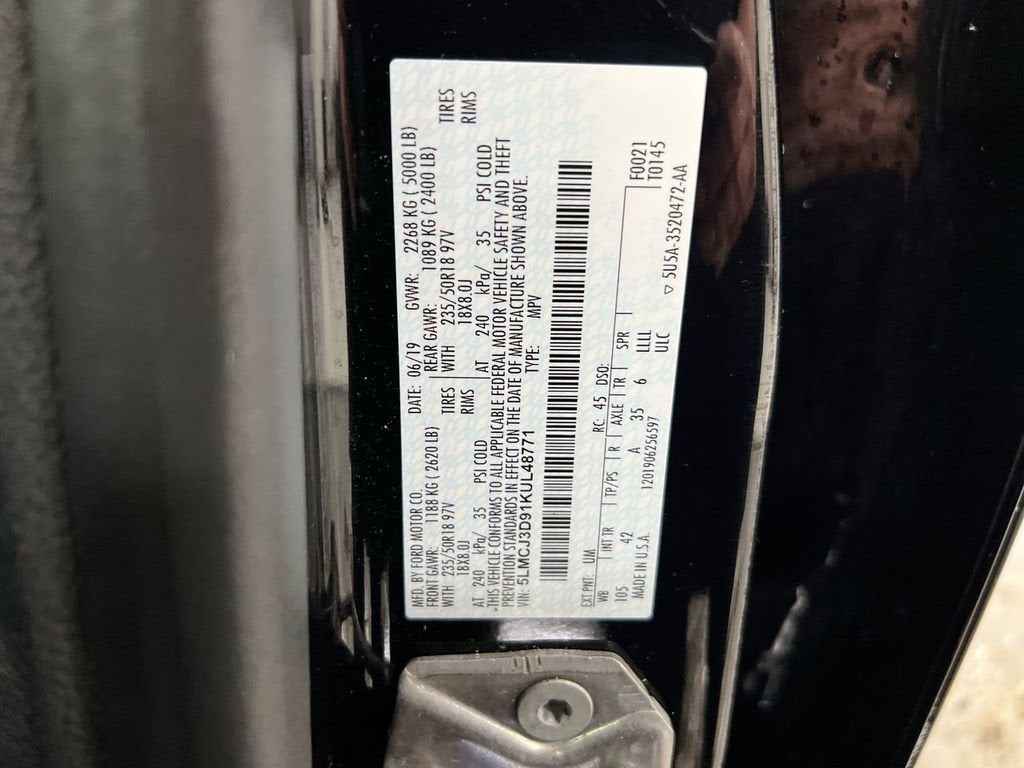 MFD. BY FORD MOTOR CO. DATE: 06/19 GVWR: 2268 KG ( 5000 LB)
FRONT GAWR: 1188 KG ( 2620 LB) REAR GAWR: 1089 KG ( 2400 LB)
WITH 235/50R18 97V TIRES WITH 235/50R18 97V TIRES
18X8.0J RIMS 18X8.0J RIMS
AT 240 kPa/ 35 PSI COLD AT 240 kPa/ 35 PSI COLD
*THIS VEHICLE CONFORMS TO ALL APPLICABLE FEDERAL MOTOR VEHICLE SAFETY AND THEFT
PREVENTION STANDARDS IN EFFECT ON THE DATE OF MANUFACTURE SHOWN ABOVE.
VIN: 5LMCJ3D91KUL48771 TYPE: MPV
EXT PNT: UM RC: 45 DSO:
WB INT TR TP/PS R AXLE TR SPR F0021
105 42 A 35 6 LLLL T0145
MADE IN U.S.A. 1201906256597 ULC ▽ 5U5A-3520472-AA